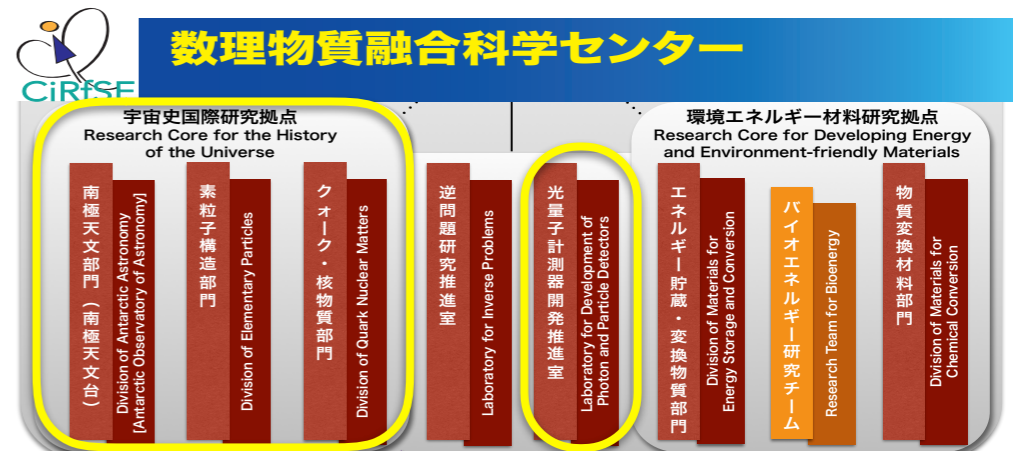 CiRfSE
数理物質融合科学センター
宇宙史国際研究拠点
Research Core for the History
of the Universe
環境エネルギー材料研究拠点
Research Core for Developing Energy
and Environment-friendly Materials
南極天文部門（南極天文台）
Division of Antarctic Astronomy
[Antarctic Observatory of Astronomy]
素粒子構造部門
Division of Elementary Particles
クォーク・核物質部門
Division of Quark Nuclear Matters
逆問題研究推進室
Laboratory for Inverse Problems
光量子計測器開発推進室
Laboratory for Development of
Photon and Particle Detectors
エネルギー貯蔵・変換物質部門
Division of Materials for
Energy Storage and Conversion
バイオエネルギー研究チーム
Research Team for Bioenergy
物質変換材料部門
Division of Materials for
Chemical Conversion